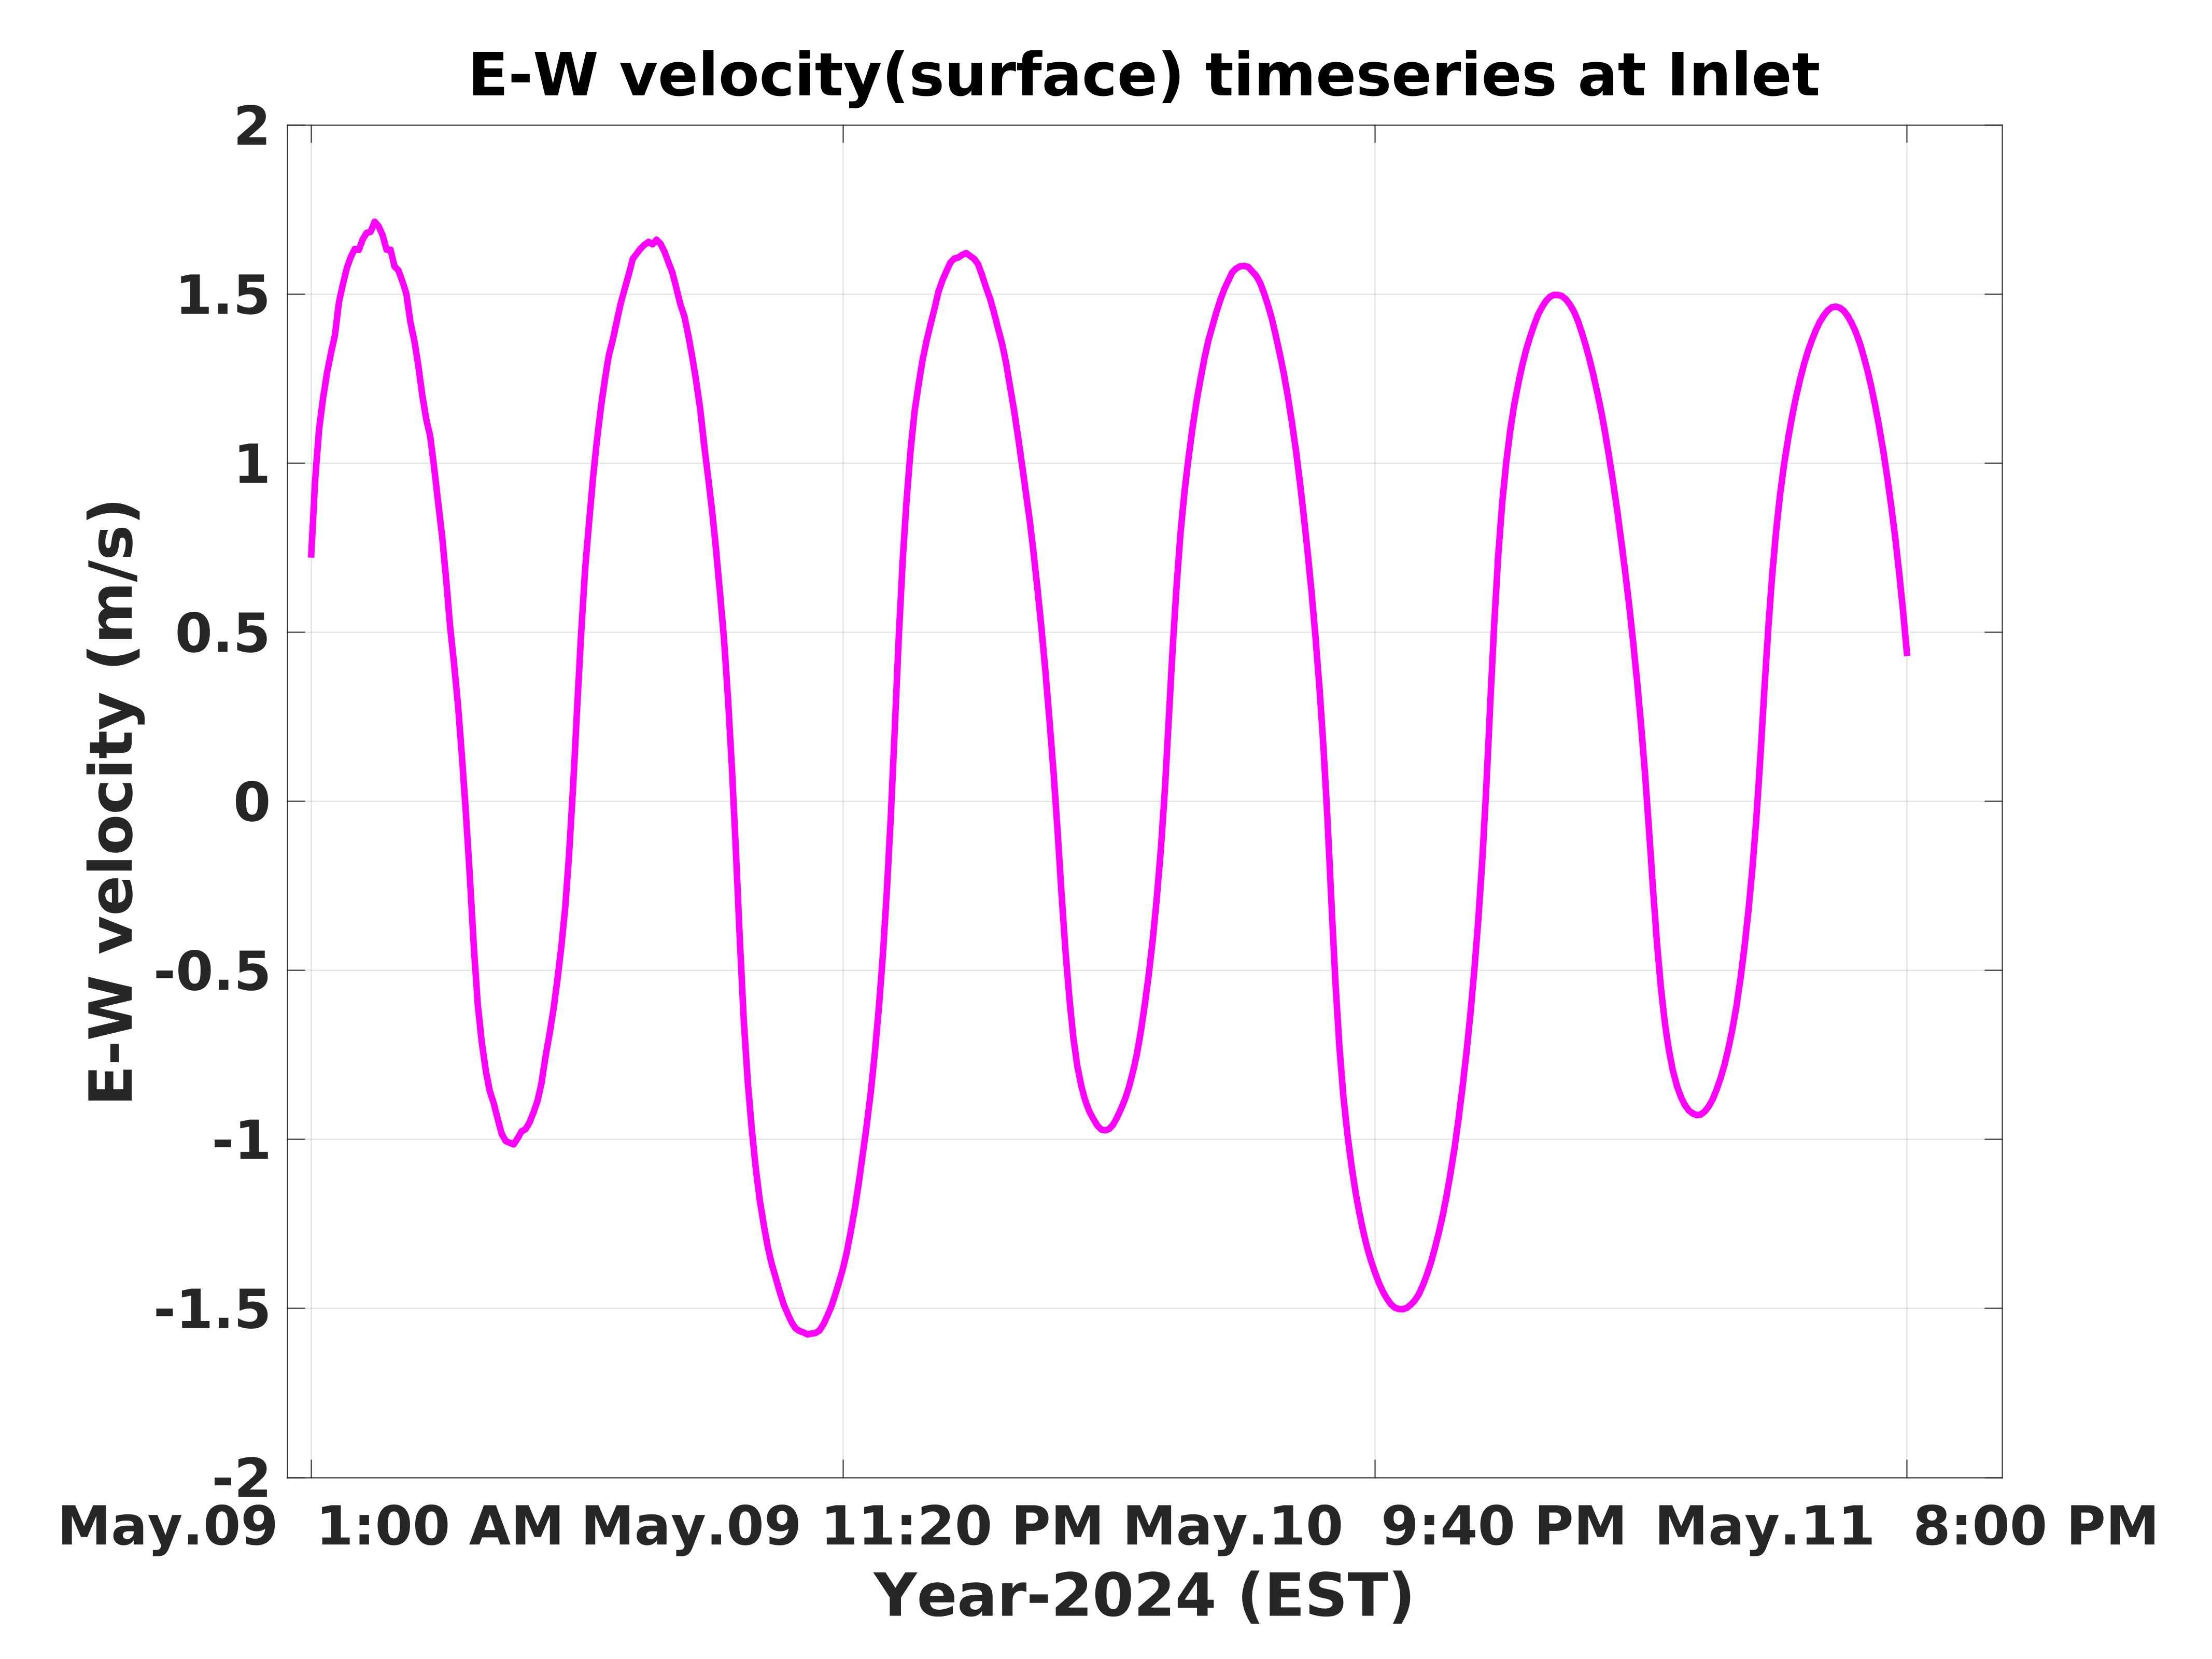 E-W velocity(surface) timeseries at Inlet
E-W velocity (m/s)
2
1.5
1
0.5
0
-0.5
-1
-1.5
-2
May.09 1:00 AM May.09 11:20 PM May.10 9:40 PM May.11 8:00 PM
Year-2024 (EST)